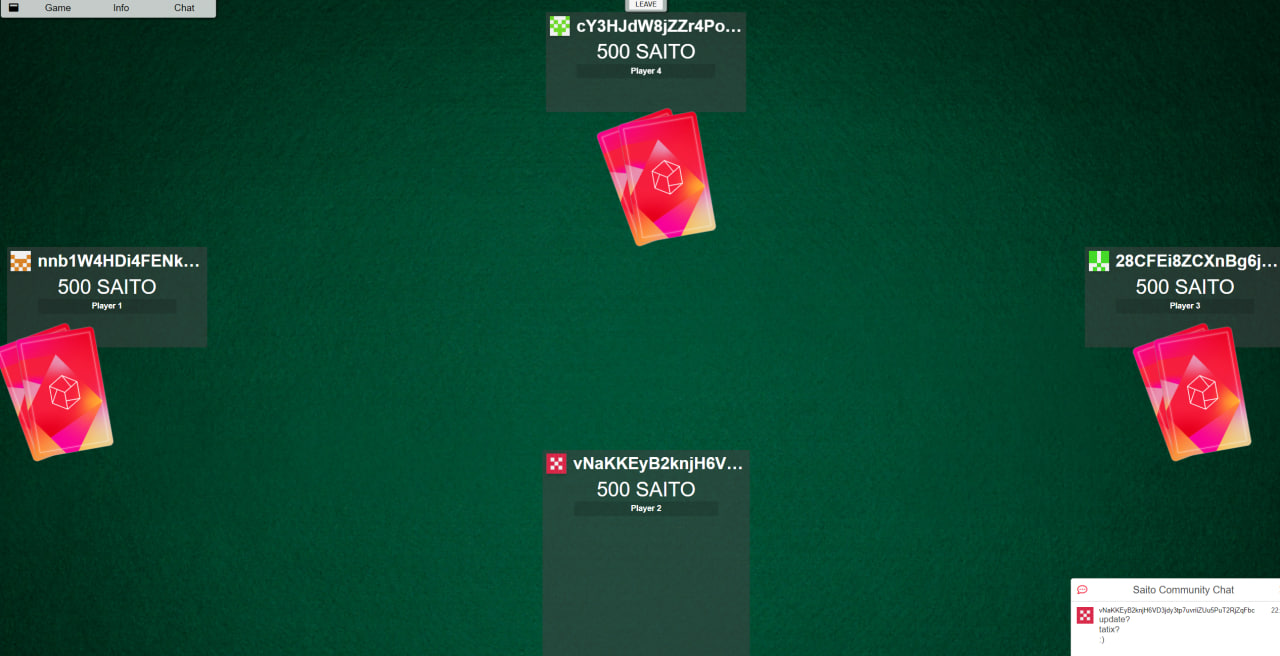 Game Info Chat
LEAVE
cY3HJdW8jZZr4Po...
500 SAITO
Player 4
nnb1W4HDi4FENk...
500 SAITO
Player 1
28CFEi8ZCXnBg6j...
500 SAITO
Player 3
vNaKKEyB2knjH6V...
500 SAITO
Player 2
Saito Community Chat
22.
update?
tatix?
:)